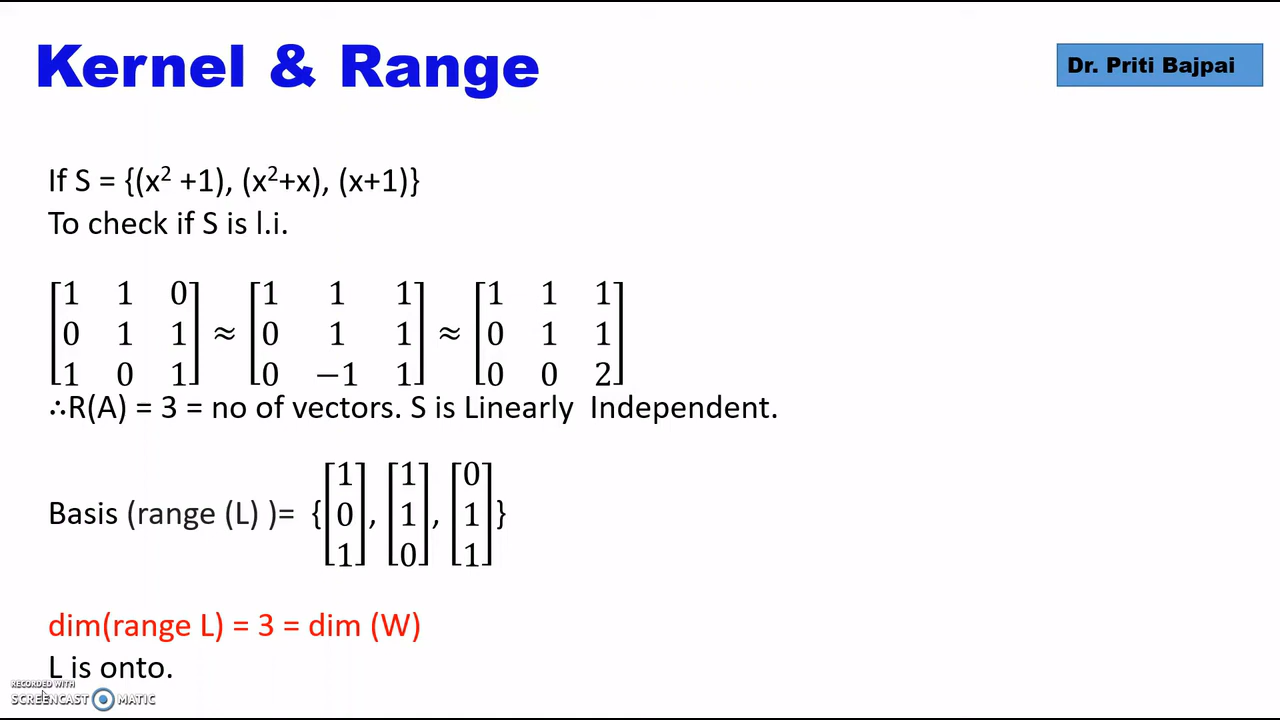 Kernel & Range
Dr. Priti Bajpai
If S = {(x² +1), (x²+x), (x+1)}
To check if S is l.i.
[1 1 0; 0 1 1; 1 0 1] ≈ [1 1 1; 0 1 1; 0 −1 1] ≈ [1 1 1; 0 1 1; 0 0 2]
∴R(A) = 3 = no of vectors. S is Linearly Independent.
Basis (range (L) )= {[1; 0; 1], [1; 1; 0], [0; 1; 1]}
dim(range L) = 3 = dim (W)
L is onto.
RECORDED WITH
SCREENCAST MATIC